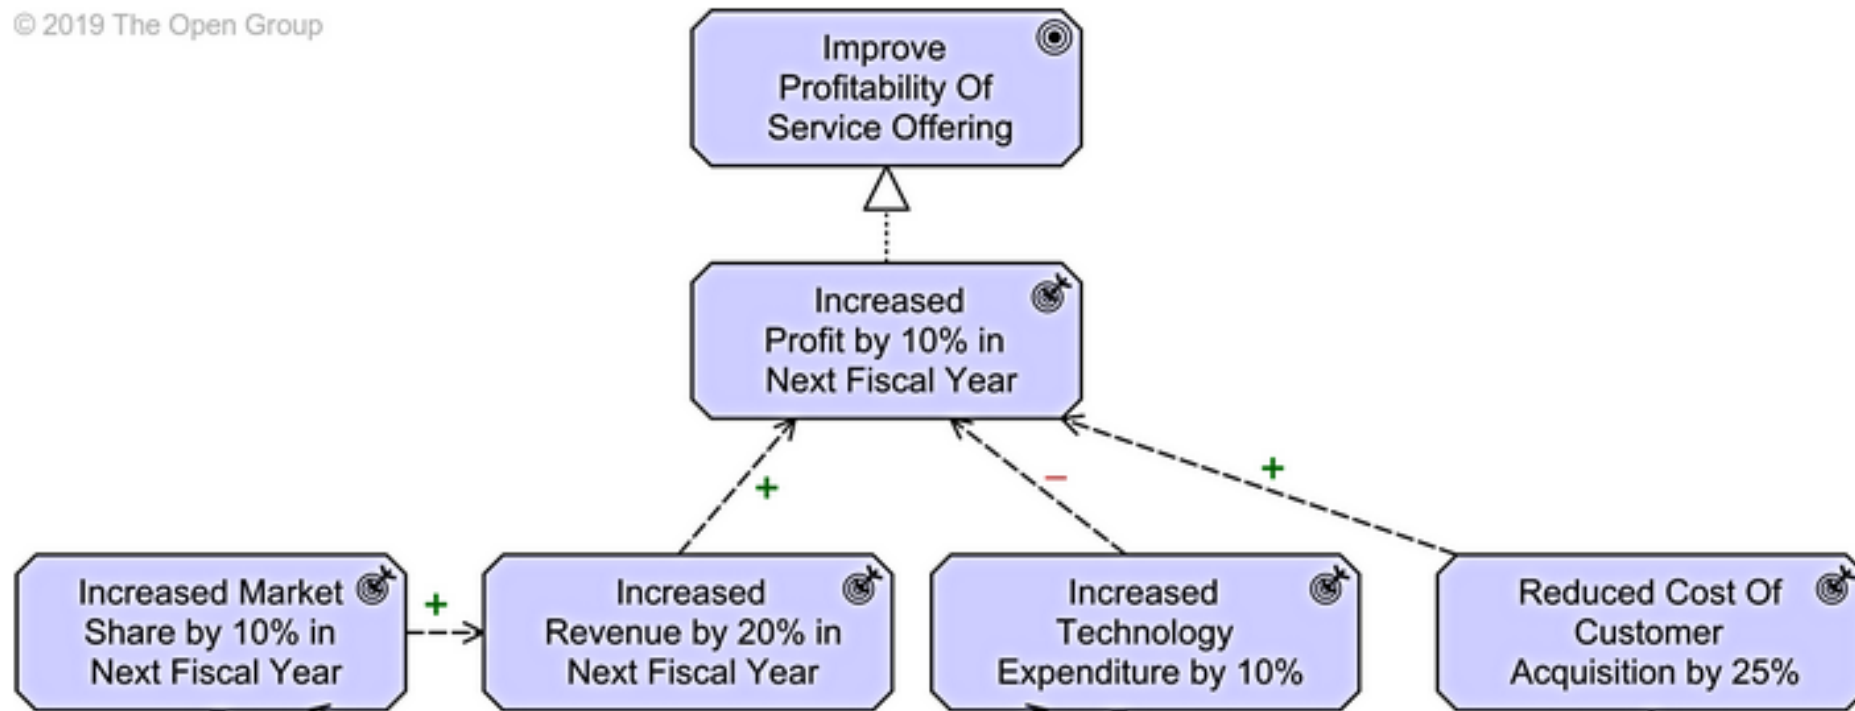 © 2019 The Open Group
Improve
Profitability Of
Service Offering
Increased
Profit by 10% in
Next Fiscal Year
+
−
+
Increased Market
Share by 10% in
Next Fiscal Year
+
Increased
Revenue by 20% in
Next Fiscal Year
Increased
Technology
Expenditure by 10%
Reduced Cost Of
Customer
Acquisition by 25%